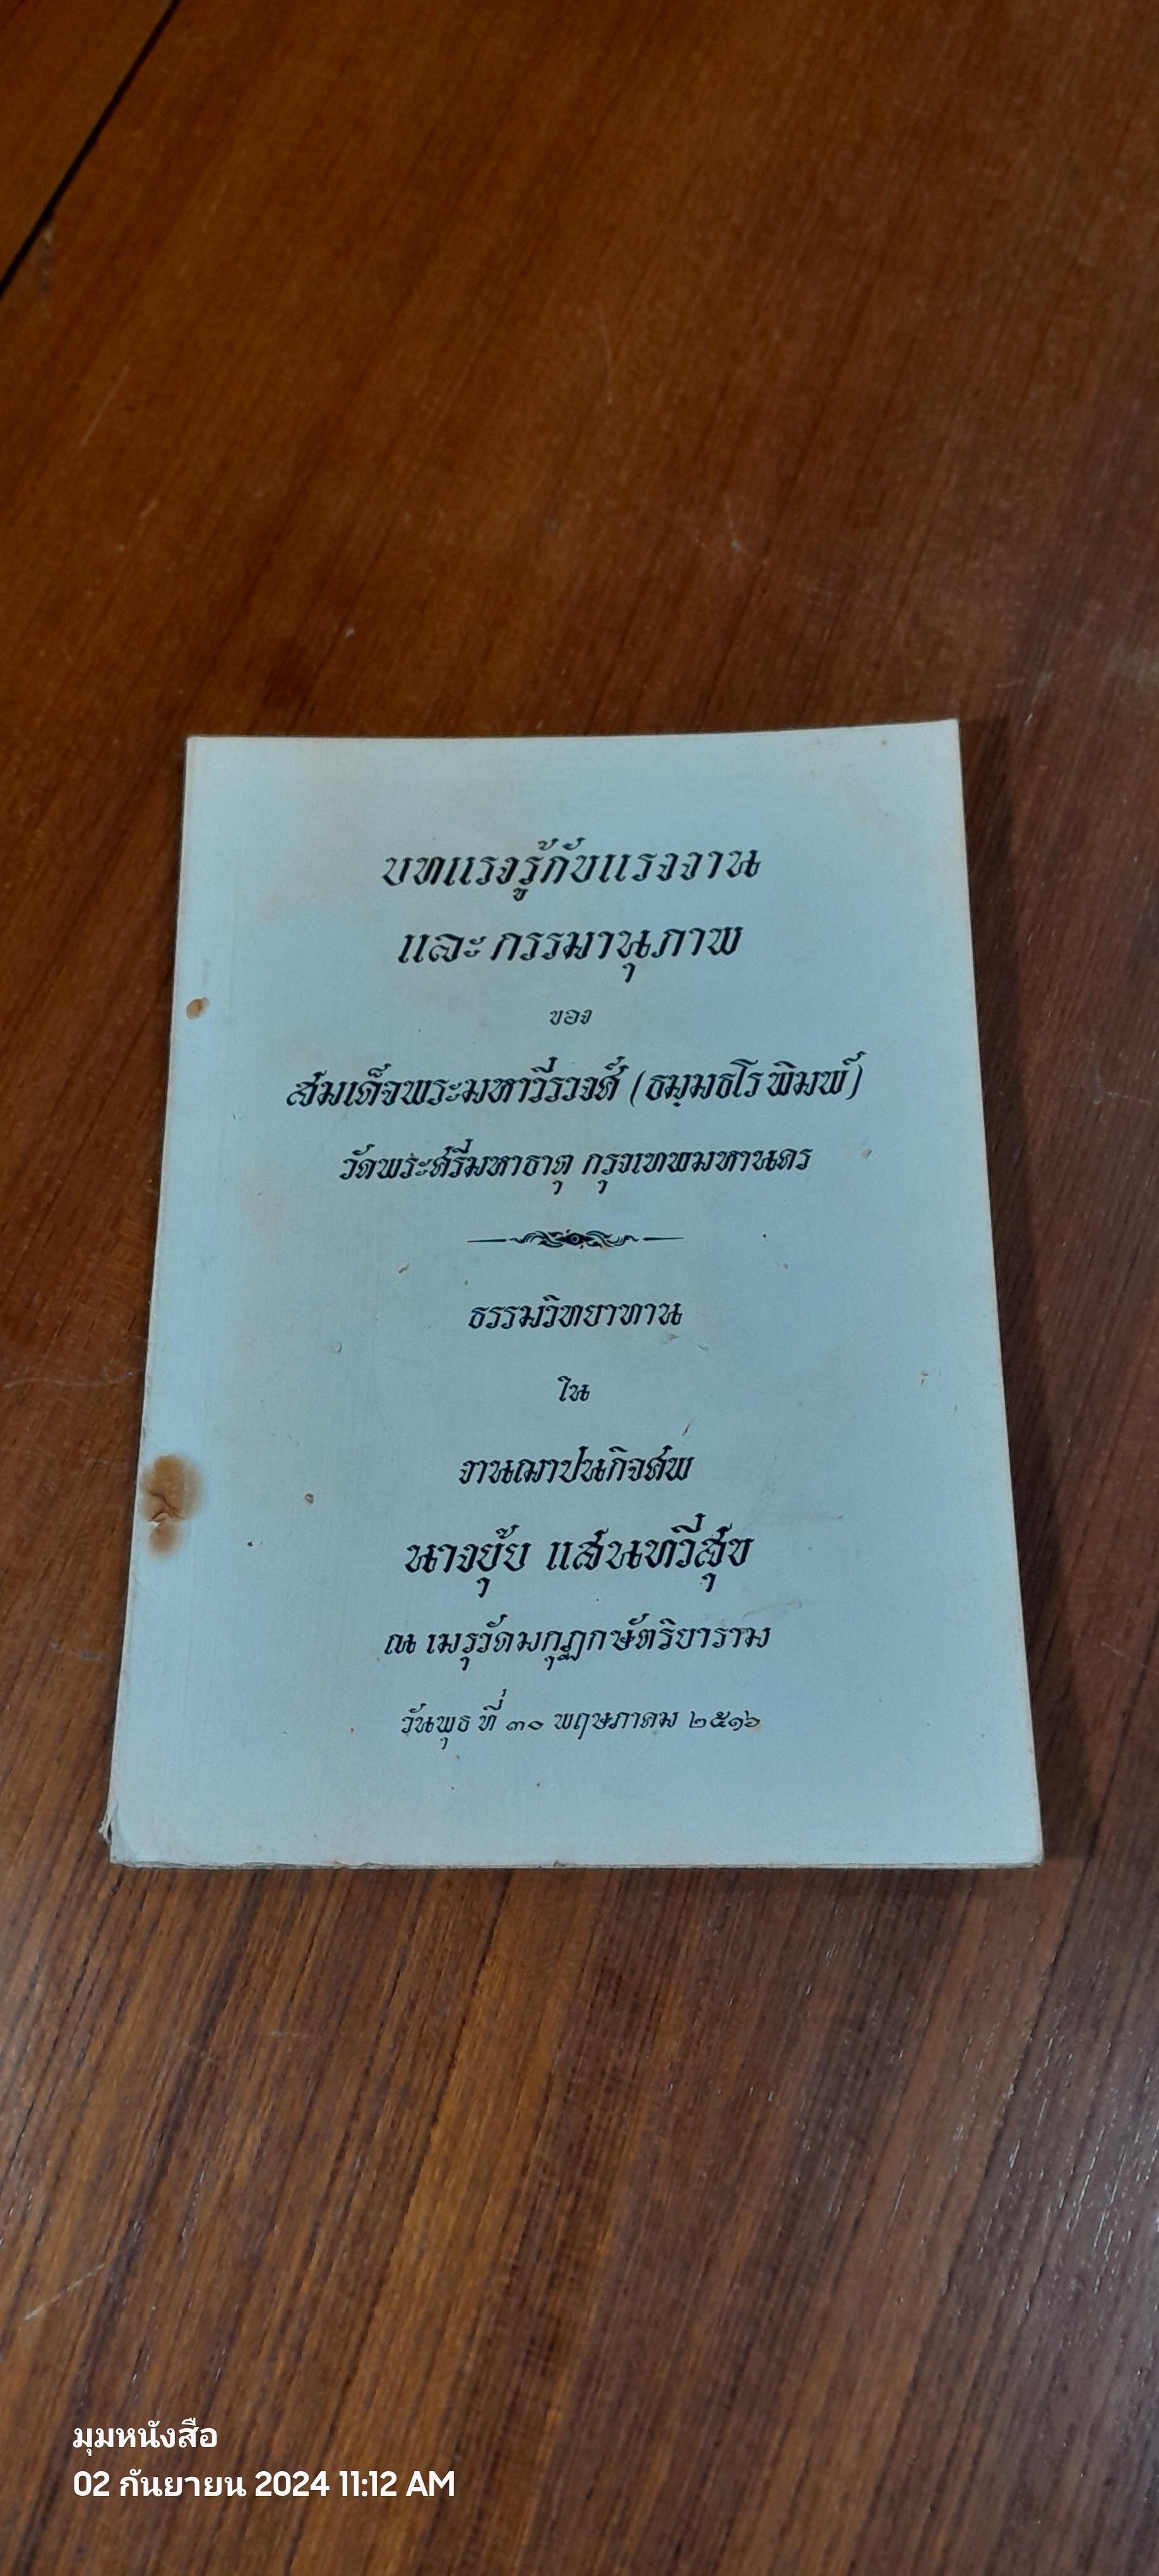 บทแรงรู้กับแรงงาน
และกรรมานุภาพ
ของ
สมเด็จพระมหาวีรวงศ์ (ธมฺมธโร พิมพ์)
วัดพระศรีมหาธาตุ กรุงเทพมหานคร
ธรรมวิทยาทาน
ใน
งานฌาปนกิจศพ
นางยุ้ย แสนทวีสุข
ณ เมรุวัดมกุฏกษัตริยาราม
วันพุธ ที่ ๓๐ พฤษภาคม ๒๕๑๖
มุมหนังสือ
02 กันยายน 2024 11:12 AM